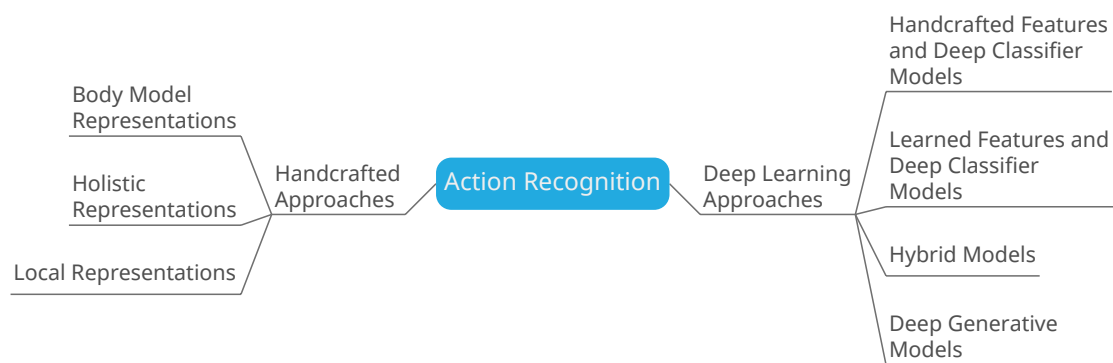 Body Model
Representations
Holistic
Representations
Local Representations
Handcrafted
Approaches
Action Recognition
Deep Learning
Approaches
Handcrafted Features
and Deep Classifier
Models
Learned Features and
Deep Classifier
Models
Hybrid Models
Deep Generative
Models